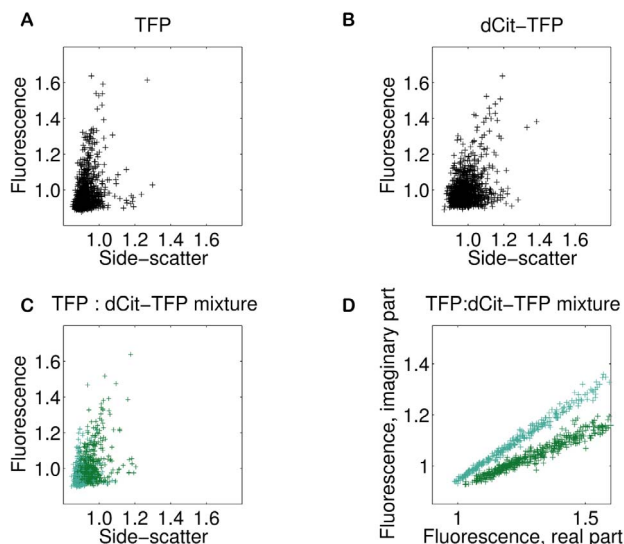 A TFP
Fluorescence
1.6
1.4
1.2
1.0
1.0 1.2 1.4 1.6
Side-scatter
B dCit-TFP
Fluorescence
1.6
1.4
1.2
1.0
1.0 1.2 1.4 1.6
Side-scatter
C TFP : dCit-TFP mixture
Fluorescence
1.6
1.4
1.2
1.0
1.0 1.2 1.4 1.6
Side-scatter
D TFP:dCit-TFP mixture
Fluorescence, imaginary part
1.4
1.2
1
1 1.5
Fluorescence, real part